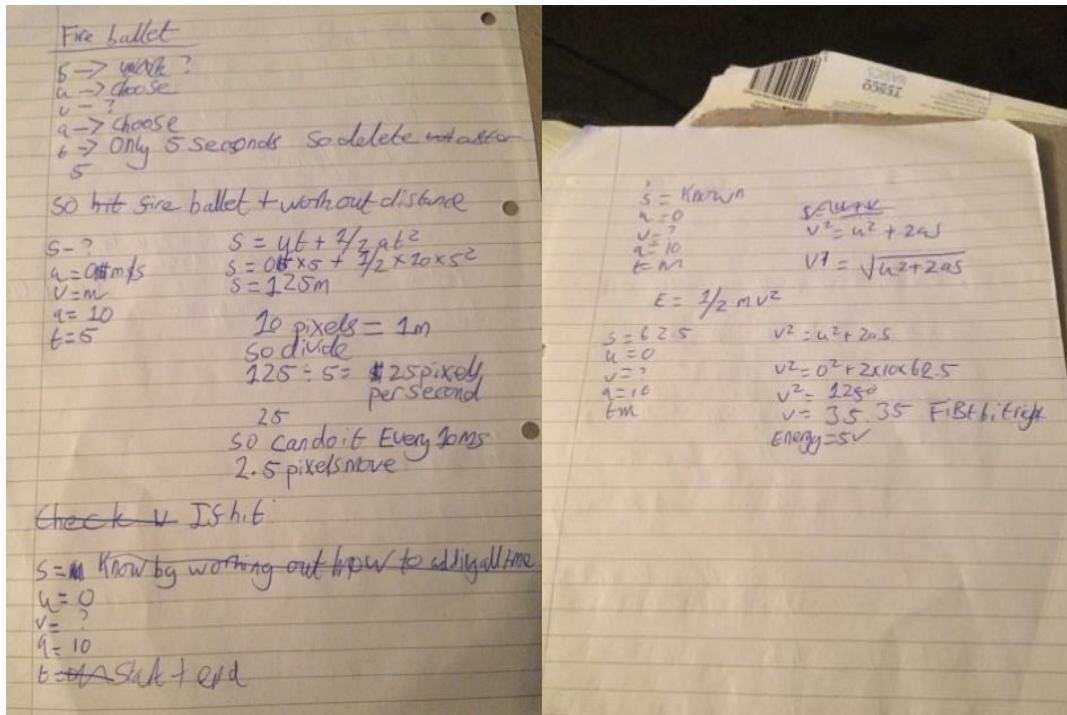 Fire ballet
s -> ?
u -> choose
v - ?
a -> choose
t -> Only 5 seconds so delete after
5
so hit fire ballet + work out distance
s - ?
u = 0 m/s
v = m
a = 10
t = 5
s = ut + 1/2 at²
s = 0 × 5 + 1/2 × 10 × 5²
s = 125m
10 pixels = 1m
so divide
125 ÷ 5 = 25 pixels
per second
25
so can do it Every 10ms
2.5 pixels move
Check v Is hit
s = Know by working out how to add all time
u = 0
v = ?
a = 10
t = Start + end
TESCO
BASICS
s = Known
u = 0
v = ?
a = 10
t = m
v² = u² + 2as
v = √u² + 2as
E = 1/2 mv²
s = 62.5
u = 0
v = ?
a = 10
t m
v² = u² + 2as
v² = 0² + 2×10×62.5
v² = 1250
v = 35.35 First bit right
Energy = 5v